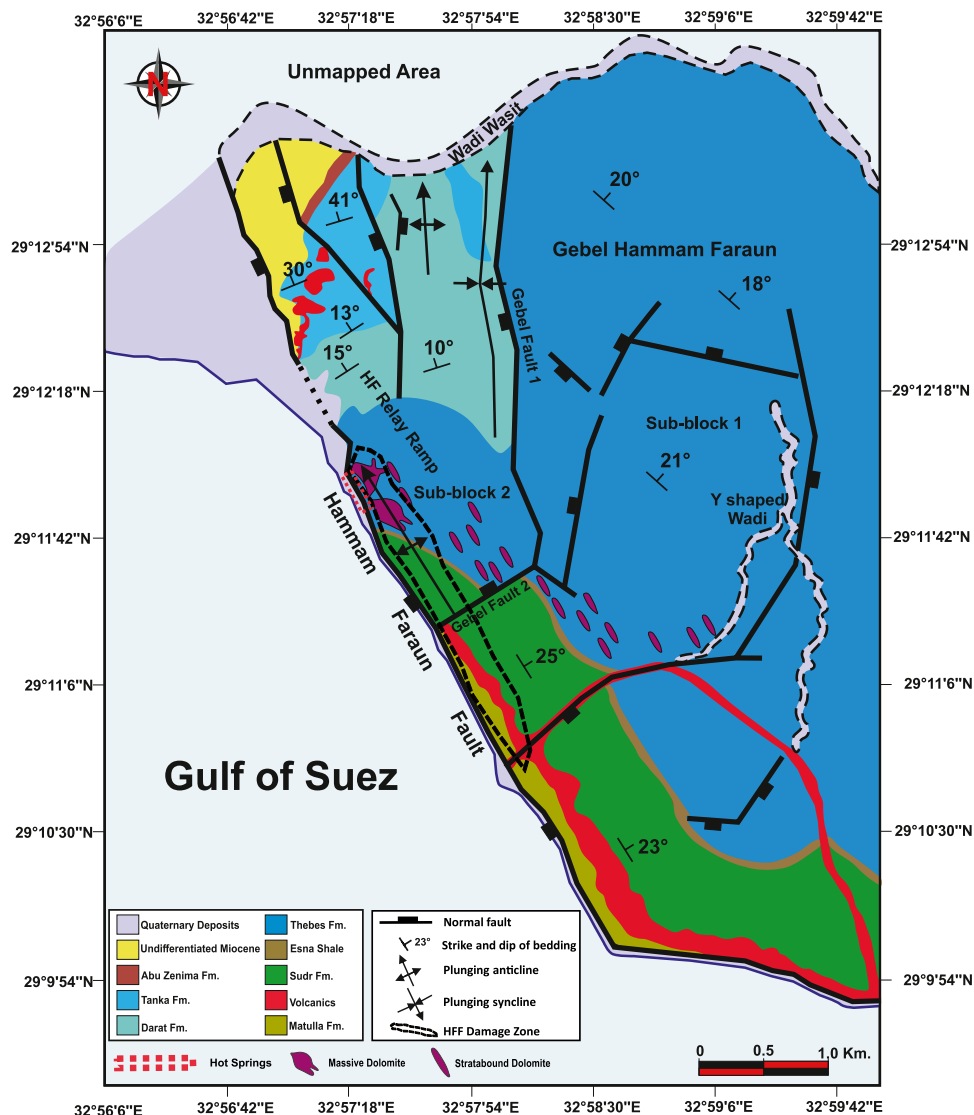 32°56'6"E 32°56'42"E 32°57'18"E 32°57'54"E 32°58'30"E 32°59'6"E 32°59'42"E
N
Unmapped Area
Wadi Wasit
41°
20°
29°12'54"N 29°12'54"N
Gebel Hammam Faraun
30°
18°
13°
Gebel Fault 1
15°
10°
29°12'18"N 29°12'18"N
HF Relay Ramp
Sub-block 1
21°
Sub-block 2
Y shaped
Wadi
Hammam
29°11'42"N 29°11'42"N
Gebel Fault 2
Faraun
25°
29°11'6"N 29°11'6"N
Fault
Gulf of Suez
29°10'30"N 29°10'30"N
23°
Quaternary Deposits
Undifferentiated Miocene
Abu Zenima Fm.
Tanka Fm.
Darat Fm.
Thebes Fm.
Esna Shale
Sudr Fm.
Volcanics
Matulla Fm.
Normal fault
23° Strike and dip of bedding
Plunging anticline
Plunging syncline
HFF Damage Zone
29°9'54"N 29°9'54"N
Hot Springs Massive Dolomite Stratabound Dolomite
0 0.5 1.0 Km.
32°56'6"E 32°56'42"E 32°57'18"E 32°57'54"E 32°58'30"E 32°59'6"E 32°59'42"E